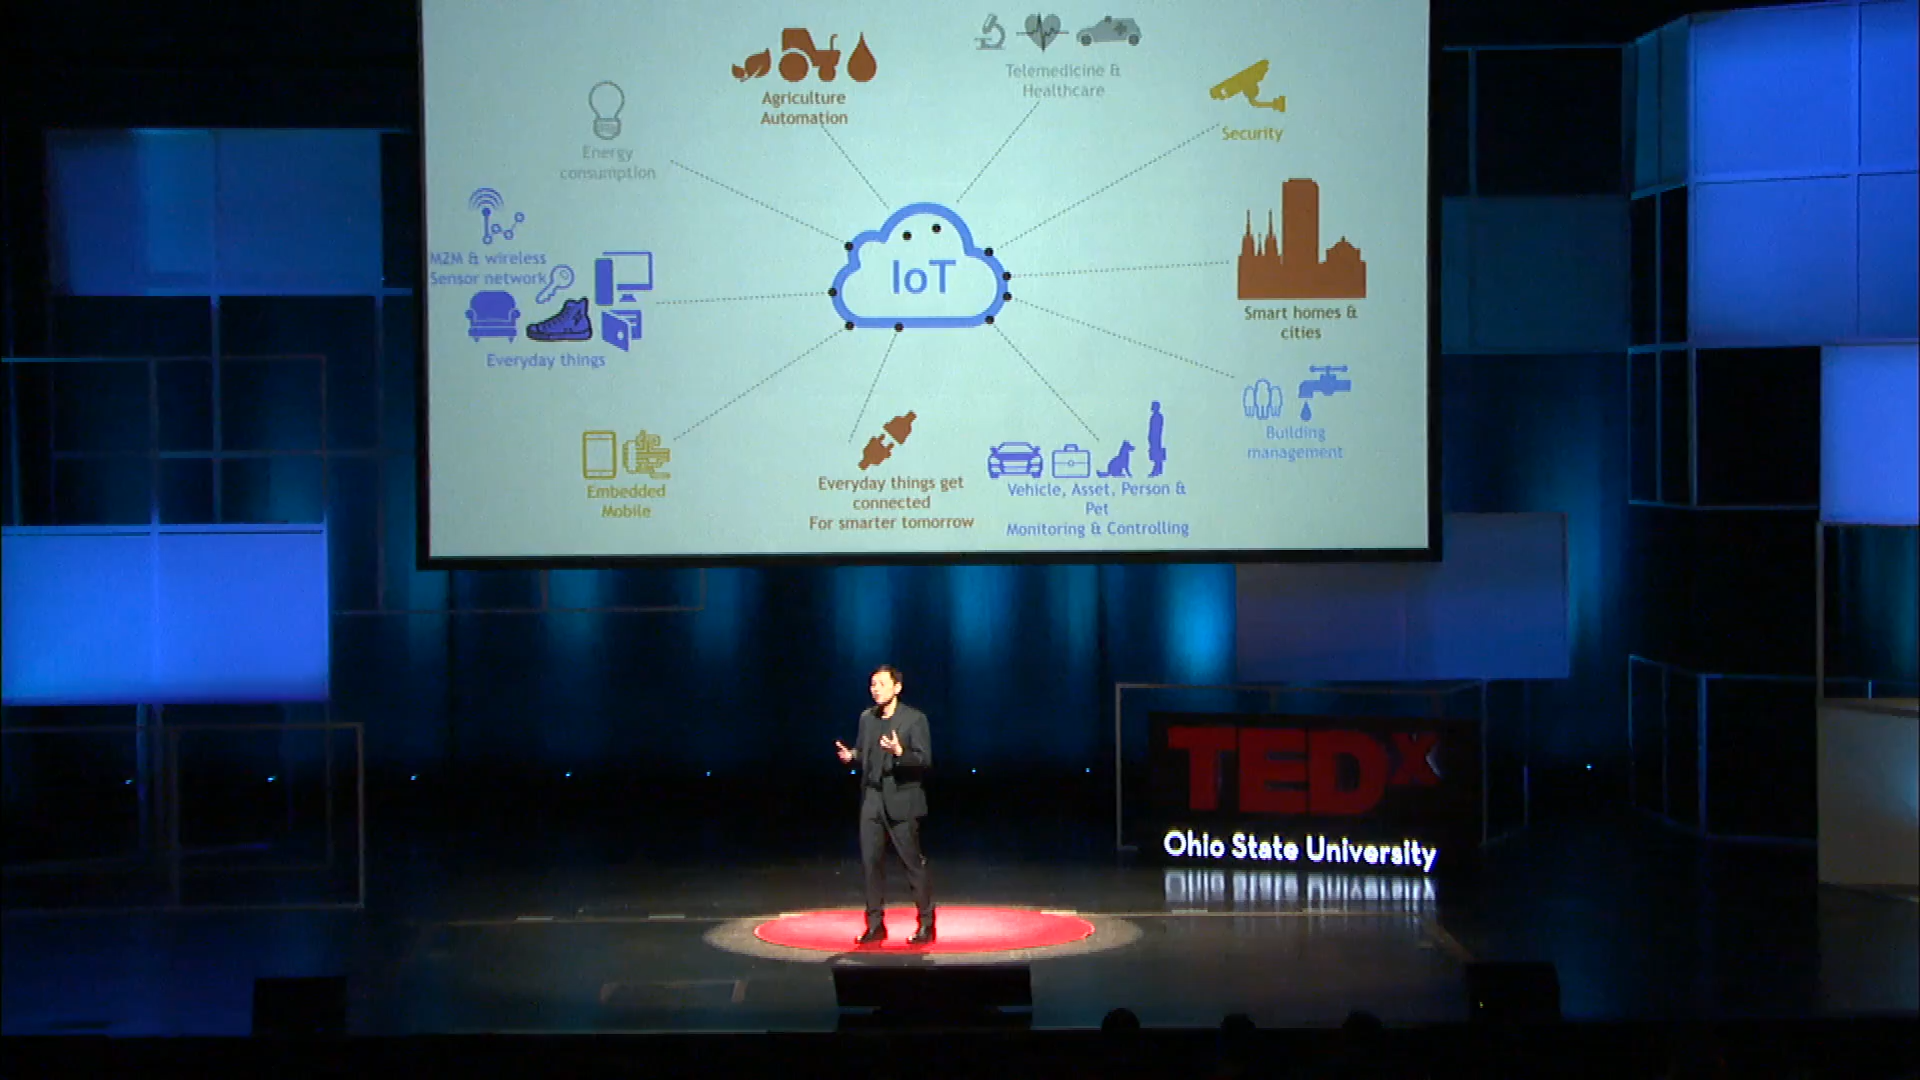 Telemedicine &
Healthcare
Agriculture
Automation
Security
Energy
consumption
M2M & wireless
Sensor network
IoT
Smart homes &
cities
Everyday things
Building
management
Embedded
Mobile
Everyday things get
connected
For smarter tomorrow
Vehicle, Asset, Person &
Pet
Monitoring & Controlling
TEDx
Ohio State University